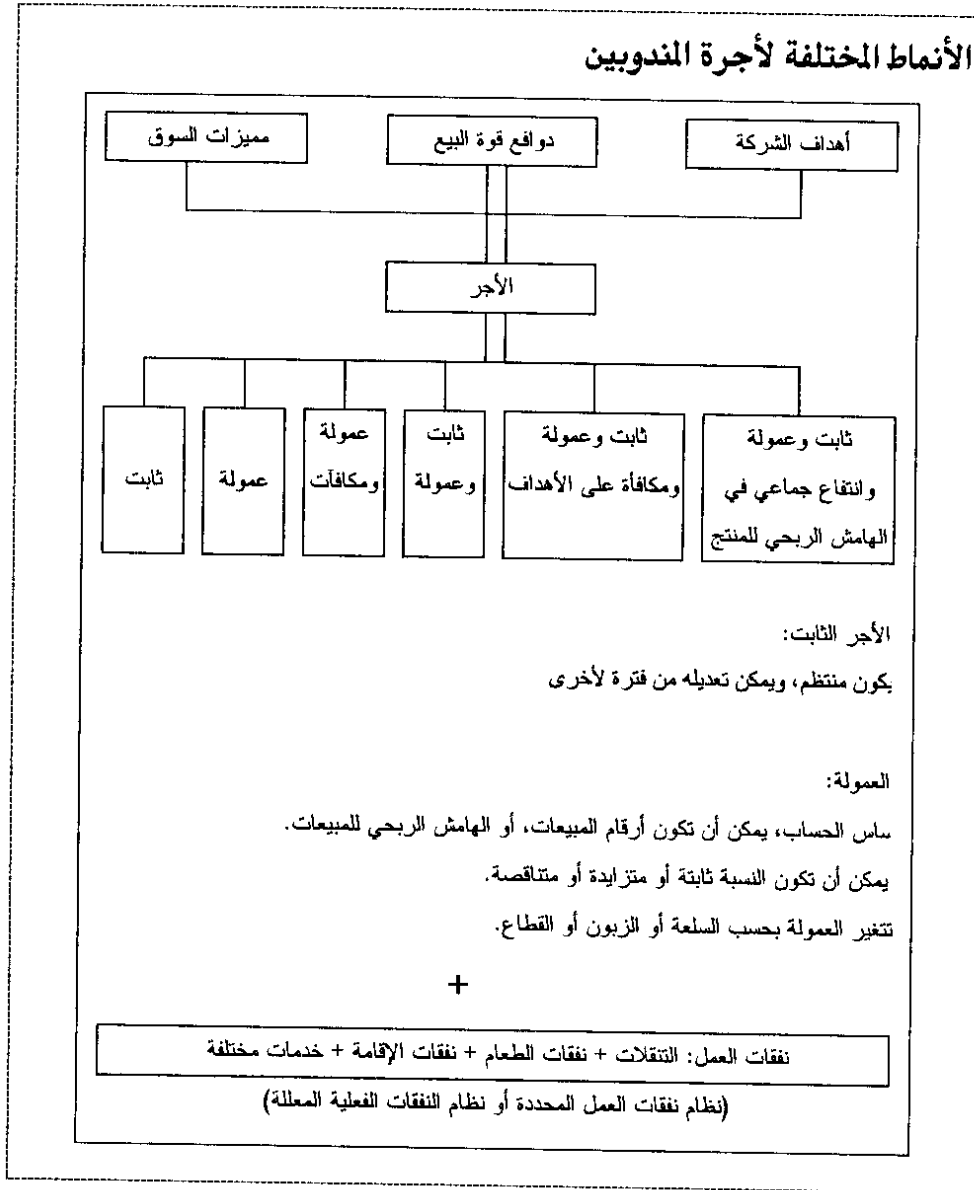 الأنماط المختلفة لأجرة المندوبين
أهداف الشركة
دوافع قوة البيع
مميزات السوق
الأجر
ثابت وعمولة
وانتفاع جماعي في
الهامش الربحي للمنتج
ثابت وعمولة
ومكافأة على الأهداف
ثابت
وعمولة
عمولة
ومكافآت
عمولة
ثابت
الأجر الثابت:
يكون منتظم، ويمكن تعديله من فترة لأخرى
العمولة:
ساس الحساب، يمكن أن تكون أرقام المبيعات، أو الهامش الربحي للمبيعات.
يمكن أن تكون النسبة ثابتة أو متزايدة أو متناقصة.
تتغير العمولة بحسب السلعة أو الزبون أو القطاع.
+
نفقات العمل: التنقلات + نفقات الطعام + نفقات الإقامة + خدمات مختلفة
(نظام نفقات العمل المحددة أو نظام النفقات الفعلية المعللة)